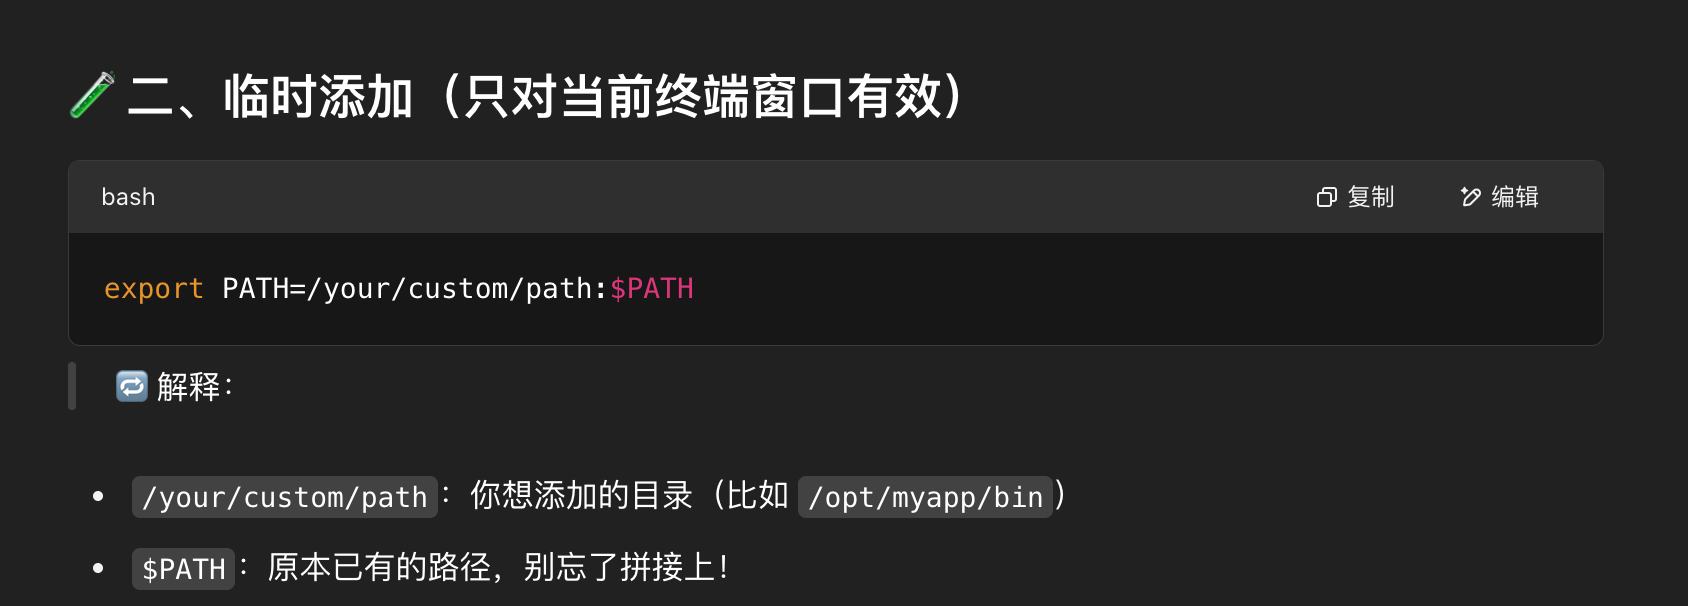 🧪 二、临时添加（只对当前终端窗口有效）
bash 复制 编辑
export PATH=/your/custom/path:$PATH
🔁 解释：
• /your/custom/path：你想添加的目录（比如 /opt/myapp/bin）
• $PATH：原本已有的路径，别忘了拼接上！